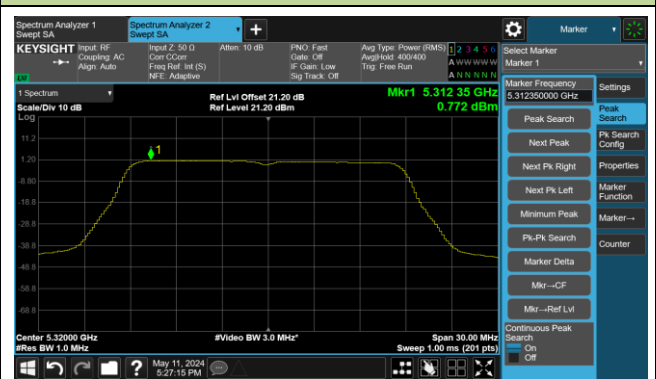 Spectrum Analyzer 1
Swept SA
Spectrum Analyzer 2
Swept SA
+
Marker
KEYSIGHT
Input: RF
Coupling: AC
Align: Auto
Input Z: 50 Ω
Corr CCorr
Freq Ref: Int (S)
NFE: Adaptive
Atten: 10 dB
PNO: Fast
Gate: Off
IF Gain: Low
Sig Track: Off
Avg Type: Power (RMS)
Avg|Hold: 400/400
Trig: Free Run
1 2 3 4 5 6
A W W W W W
A N N N N N
Select Marker
Marker 1
1 Spectrum
Scale/Div 10 dB
Log
Ref Lvl Offset 21.20 dB
Ref Level 21.20 dBm
Mkr1 5.312 35 GHz
0.772 dBm
11.2
1.20
-8.80
-18.8
-28.8
-38.8
-48.8
-58.8
-68.8
1
Center 5.32000 GHz
#Res BW 1.0 MHz
#Video BW 3.0 MHz*
Span 30.00 MHz
Sweep 1.00 ms (201 pts)
Marker Frequency
5.312350000 GHz
Peak Search
Next Peak
Next Pk Right
Next Pk Left
Minimum Peak
Pk-Pk Search
Marker Delta
Mkr→CF
Mkr→Ref Lvl
Continuous Peak
Search
On
Off
Settings
Peak
Search
Pk Search
Config
Properties
Marker
Function
Marker→
Counter
?
May 11, 2024
5:27:15 PM